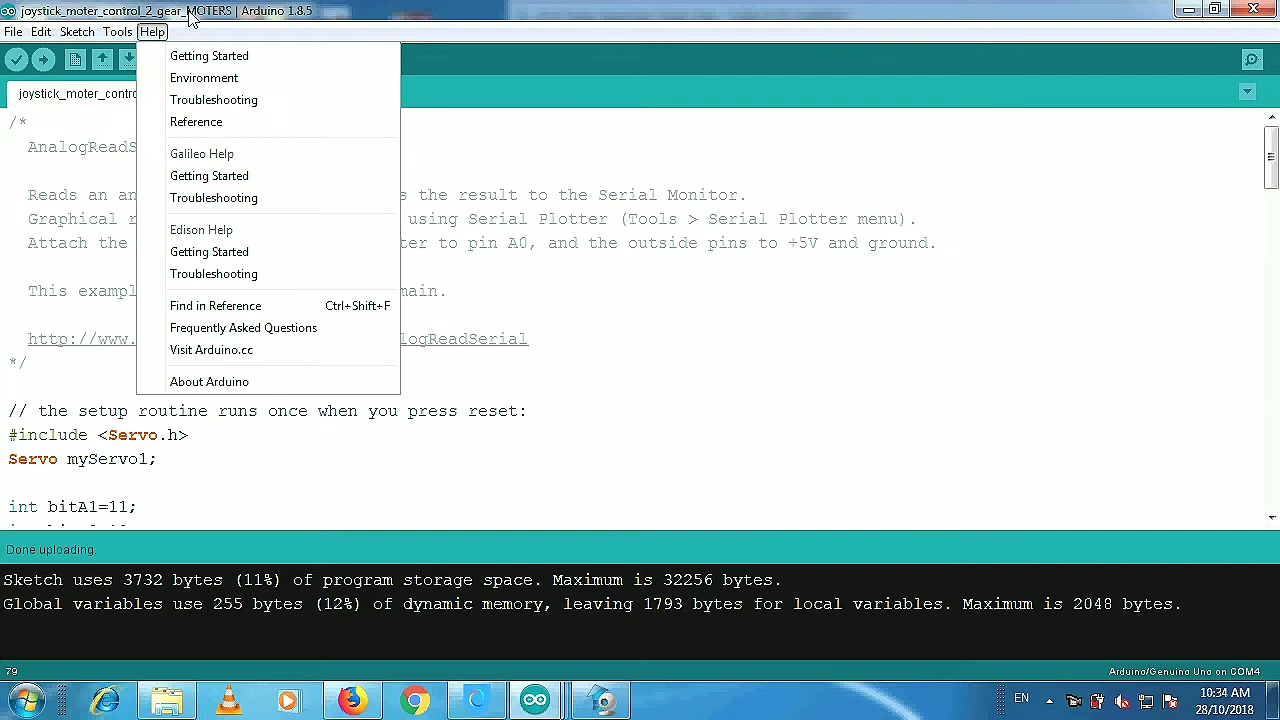 joystick_moter_control_2_gear_MOTERS | Arduino 1.8.5
File Edit Sketch Tools Help
joystick_moter_contro
Getting Started
Environment
Troubleshooting
Reference
Galileo Help
Getting Started
Troubleshooting
Edison Help
Getting Started
Troubleshooting
Find in Reference Ctrl+Shift+F
Frequently Asked Questions
Visit Arduino.cc
About Arduino
/*
AnalogReadS
Reads an an s the result to the Serial Monitor.
Graphical r using Serial Plotter (Tools > Serial Plotter menu).
Attach the ter to pin A0, and the outside pins to +5V and ground.
This examp main.
http://www. logReadSerial
*/
// the setup routine runs once when you press reset:
#include <Servo.h>
Servo myServo1;
int bitA1=11;
Done uploading.
Sketch uses 3732 bytes (11%) of program storage space. Maximum is 32256 bytes.
Global variables use 255 bytes (12%) of dynamic memory, leaving 1793 bytes for local variables. Maximum is 2048 bytes.
79 Arduino/Genuino Uno on COM4
EN 10:34 AM
28/10/2018